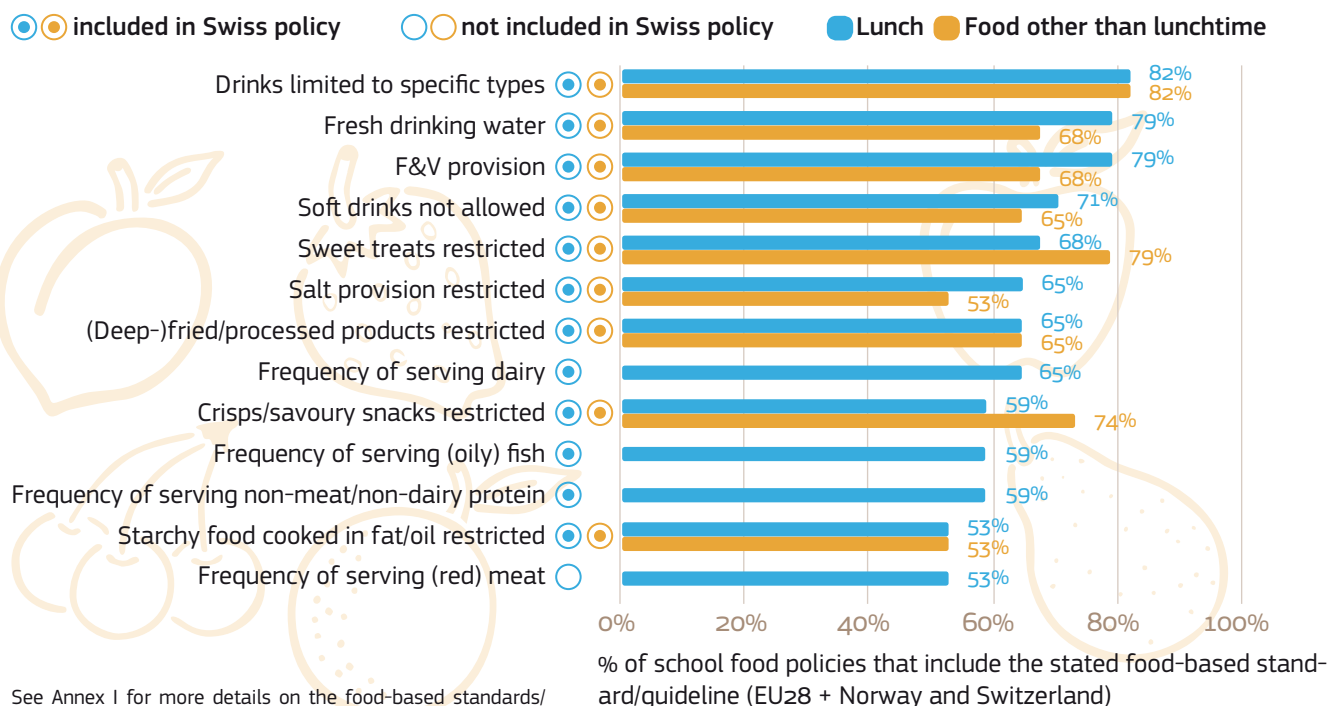 included in Swiss policy not included in Swiss policy Lunch Food other than lunchtime
Drinks limited to specific types 82%
82%
Fresh drinking water 79%
68%
F&V provision 79%
68%
Soft drinks not allowed 71%
65%
Sweet treats restricted 68%
79%
Salt provision restricted 65%
53%
(Deep-)fried/processed products restricted 65%
65%
Frequency of serving dairy 65%
Crisps/savoury snacks restricted 59%
74%
Frequency of serving (oily) fish 59%
Frequency of serving non-meat/non-dairy protein 59%
Starchy food cooked in fat/oil restricted 53%
53%
Frequency of serving (red) meat 53%
0% 20% 40% 60% 80% 100%
% of school food policies that include the stated food-based stand-
ard/guideline (EU28 + Norway and Switzerland)
See Annex I for more details on the food-based standards/